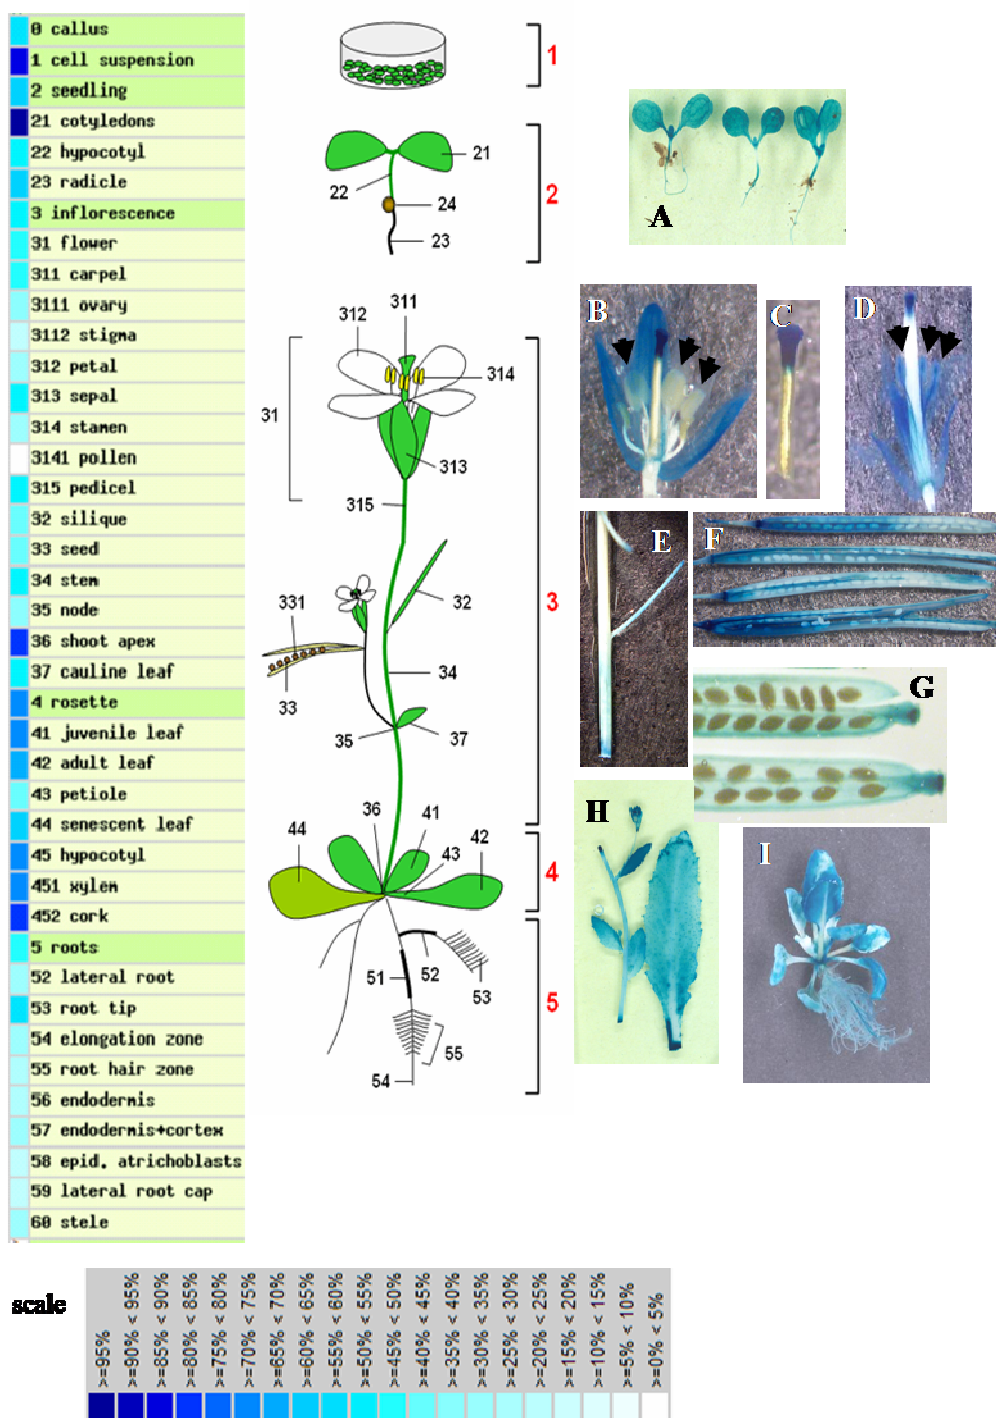 0 callus
1 cell suspension
2 seedling
21 cotyledons
22 hypocotyl
23 radicle
3 inflorescence
31 flower
311 carpel
3111 ovary
3112 stigma
312 petal
313 sepal
314 stamen
3141 pollen
315 pedicel
32 silique
33 seed
34 stem
35 node
36 shoot apex
37 cauline leaf
4 rosette
41 juvenile leaf
42 adult leaf
43 petiole
44 senescent leaf
45 hypocotyl
451 xylem
452 cork
5 roots
52 lateral root
53 root tip
54 elongation zone
55 root hair zone
56 endodermis
57 endodermis+cortex
58 epid. atrichoblasts
59 lateral root cap
60 stele
1
21
22
24
23
2
311
312
314
31
313
315
32
331
33
34
35
37
3
36
41
44
43
42
4
51
52
53
55
54
5
A
B
C
D
E
F
G
H
I
scale
>=95%
>=90% < 95%
>=85% < 90%
>=80% < 85%
>=75% < 80%
>=70% < 75%
>=65% < 70%
>=60% < 65%
>=55% < 60%
>=50% < 55%
>=45% < 50%
>=40% < 45%
>=35% < 40%
>=30% < 35%
>=25% < 30%
>=20% < 25%
>=15% < 20%
>=10% < 15%
>=5% < 10%
>=0% < 5%